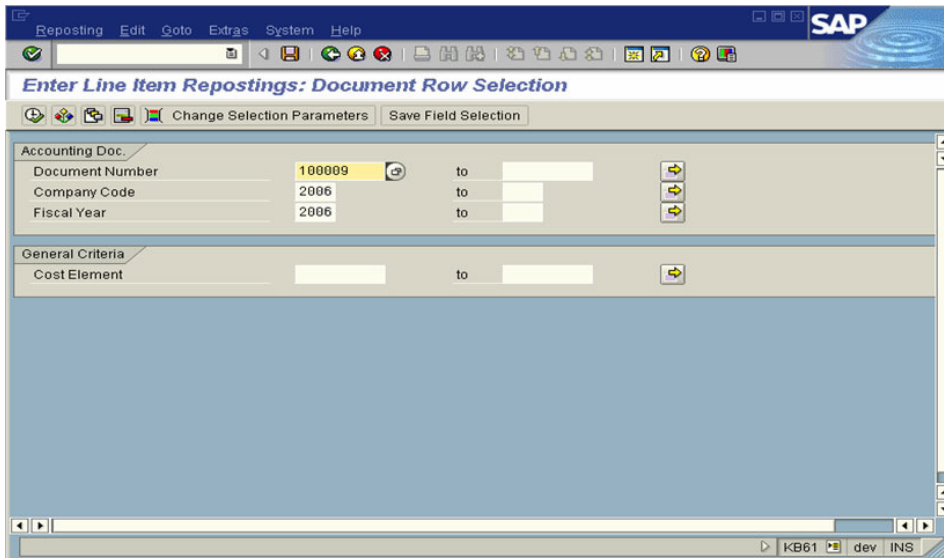 Reposting Edit Goto Extras System Help
SAP
Enter Line Item Repostings: Document Row Selection
Change Selection Parameters Save Field Selection
Accounting Doc.
Document Number 100009 to
Company Code 2006 to
Fiscal Year 2006 to
General Criteria
Cost Element to
KB61 dev INS